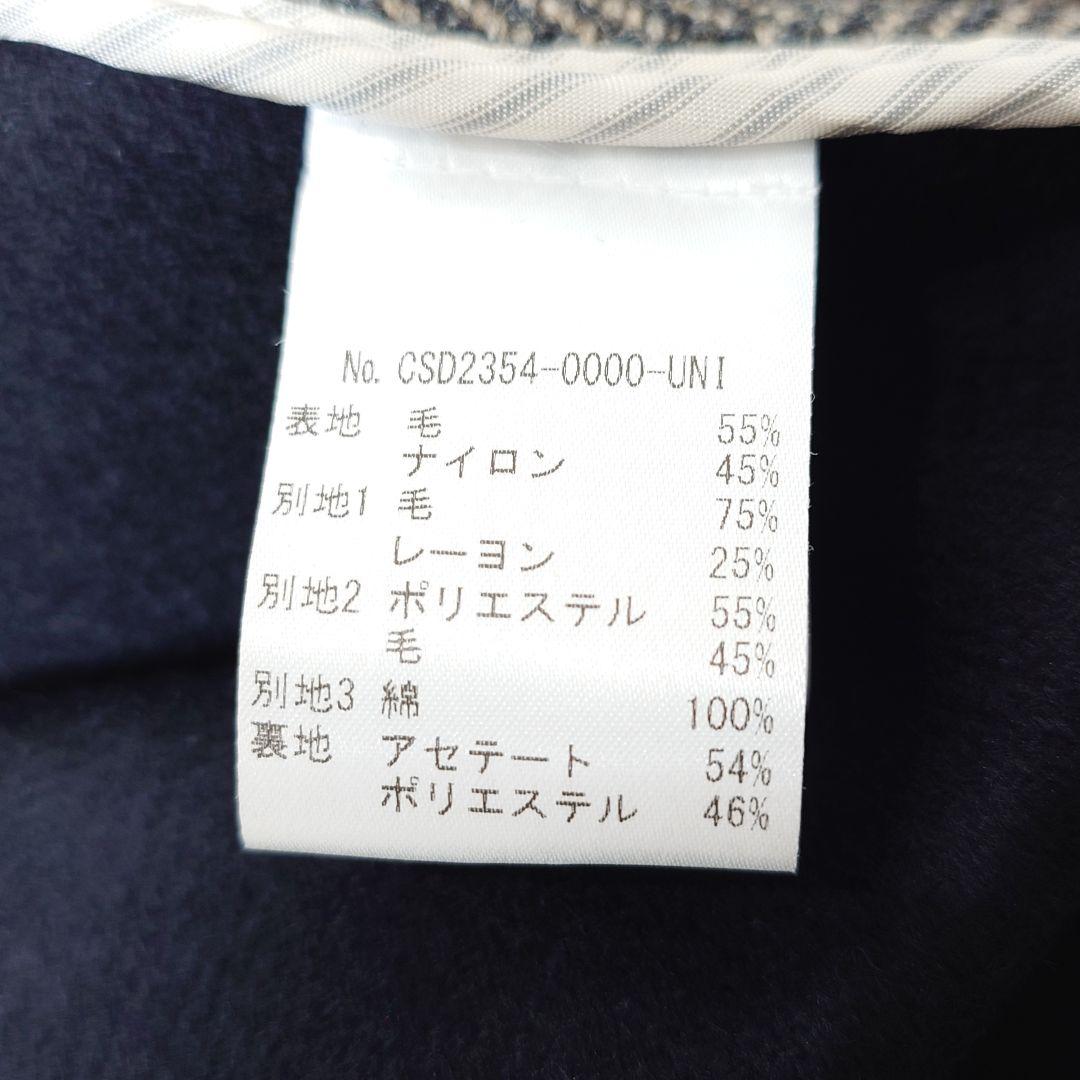 No. CSD2354-0000-UNI
表地 毛 55%
ナイロン 45%
別地1 毛 75%
レーヨン 25%
別地2 ポリエステル 55%
毛 45%
別地3 綿 100%
裏地 アセテート 54%
ポリエステル 46%